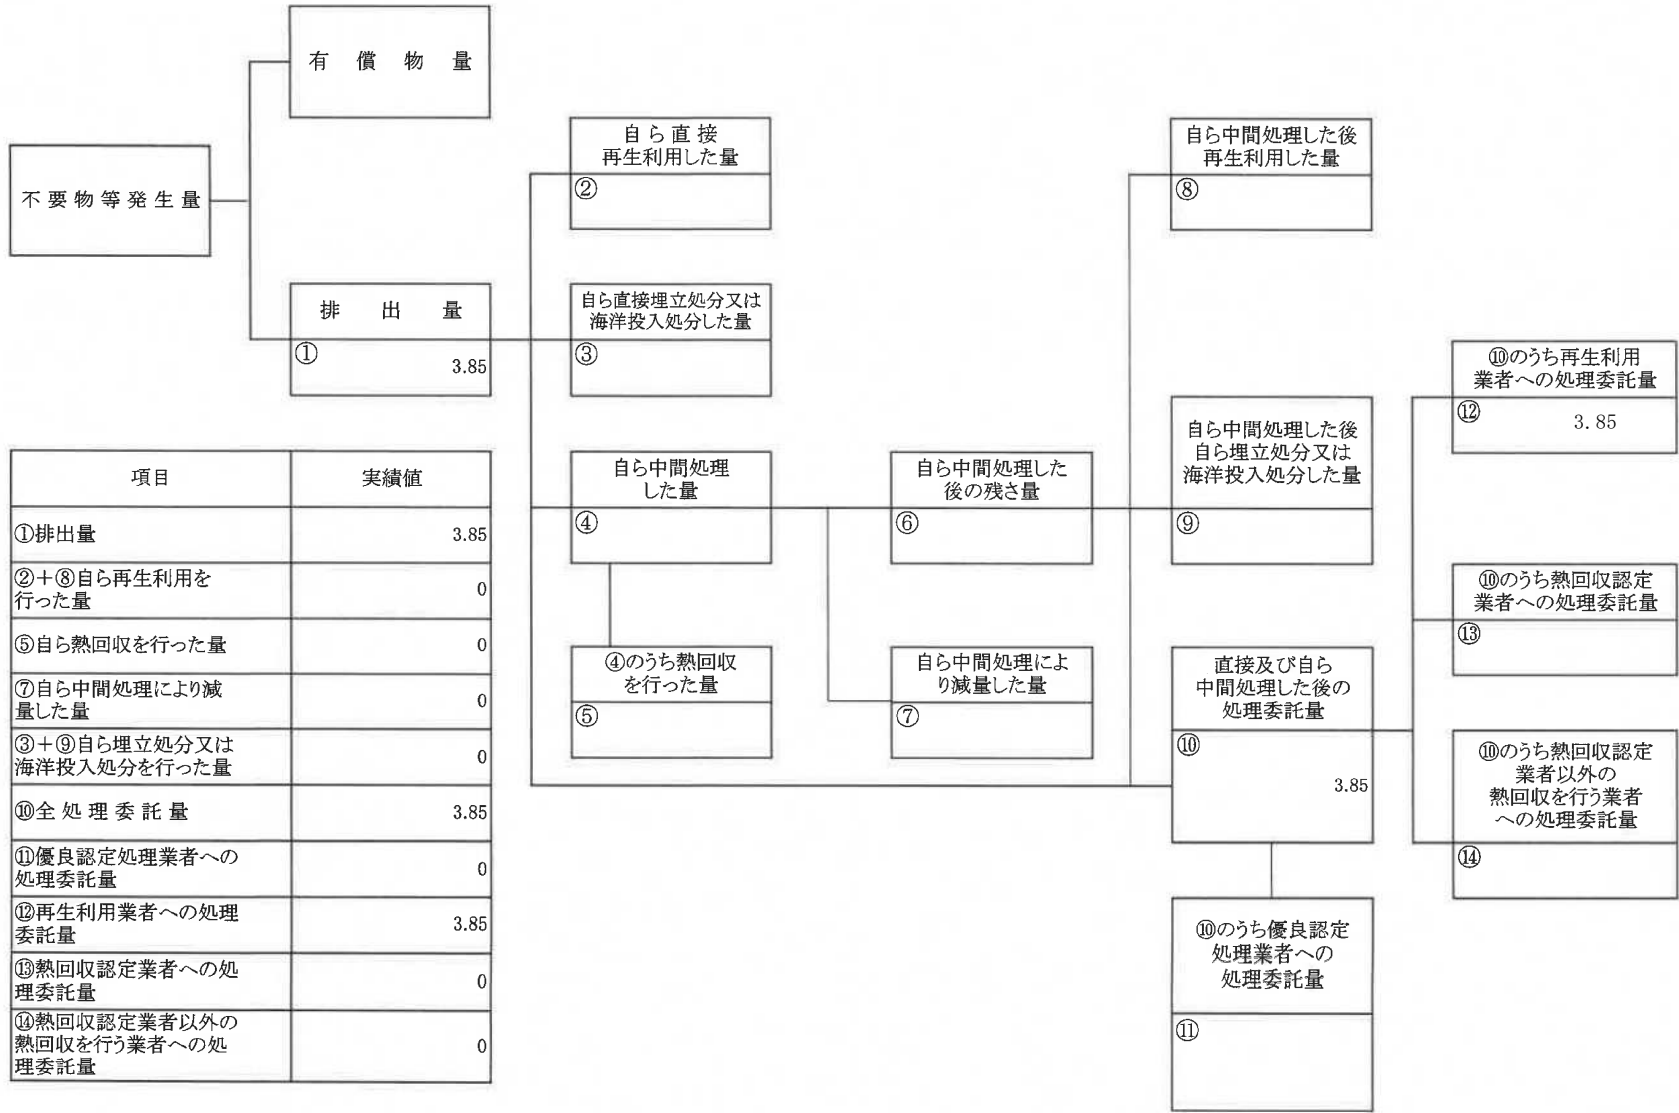 有償物量
不要物等発生量
排出量
①
3.85
自ら直接
再生利用した量
②
自ら直接埋立処分又は
海洋投入処分した量
③
自ら中間処理
した量
④
④のうち熱回収
を行った量
⑤
自ら中間処理した
後の残さ量
⑥
自ら中間処理によ
り減量した量
⑦
自ら中間処理した後
再生利用した量
⑧
自ら中間処理した後
自ら埋立処分又は
海洋投入処分した量
⑨
直接及び自ら
中間処理した後の
処理委託量
⑩
3.85
⑩のうち優良認定
処理業者への
処理委託量
⑪
⑩のうち再生利用
業者への処理委託量
⑫
3.85
⑩のうち熱回収認定
業者への処理委託量
⑬
⑩のうち熱回収認定
業者以外の
熱回収を行う業者
への処理委託量
⑭
項目 実績値
①排出量 3.85
②+⑧自ら再生利用を
行った量 0
⑤自ら熱回収を行った量 0
⑦自ら中間処理により減
量した量 0
③+⑨自ら埋立処分又は
海洋投入処分を行った量 0
⑩全処理委託量 3.85
⑪優良認定処理業者への
処理委託量 0
⑫再生利用業者への処理
委託量 3.85
⑬熱回収認定業者への処
理委託量 0
⑭熱回収認定業者以外の
熱回収を行う業者への処
理委託量 0